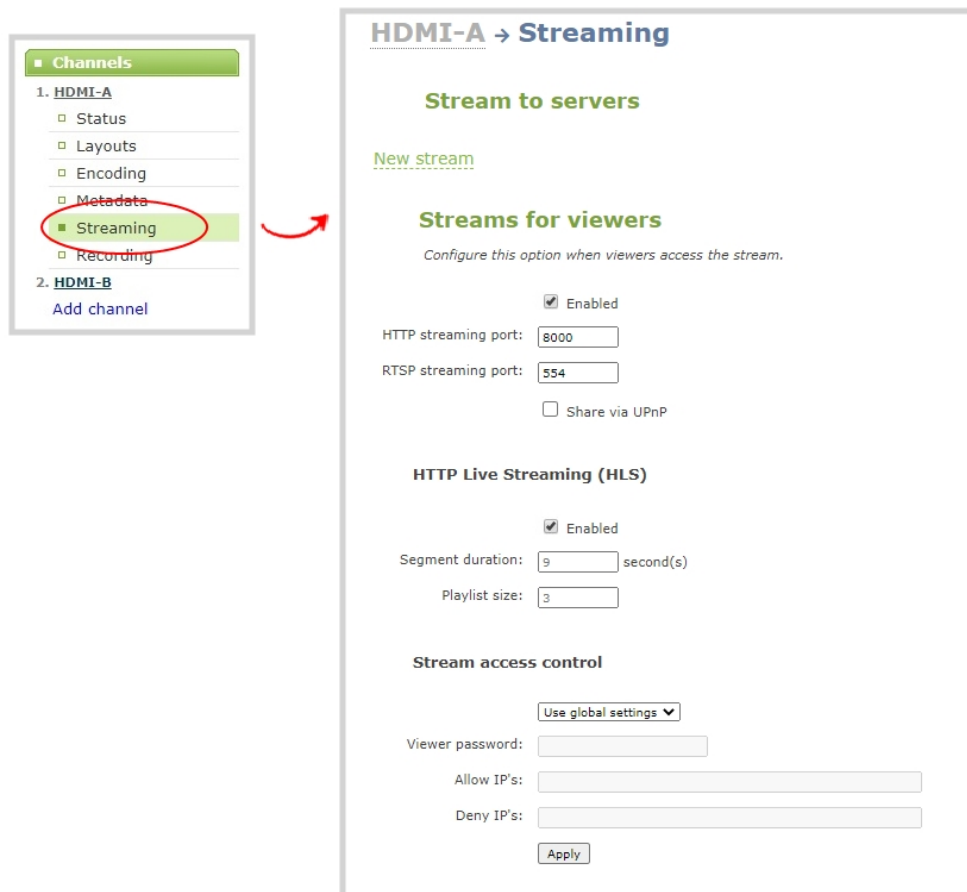 Channels
1. HDMI-A
Status
Layouts
Encoding
Metadata
Streaming
Recording
2. HDMI-B
Add channel
HDMI-A → Streaming
Stream to servers
New stream
Streams for viewers
Configure this option when viewers access the stream.
Enabled
HTTP streaming port: 8000
RTSP streaming port: 554
Share via UPnP
HTTP Live Streaming (HLS)
Enabled
Segment duration: 9 second(s)
Playlist size: 3
Stream access control
Use global settings
Viewer password:
Allow IP's:
Deny IP's:
Apply